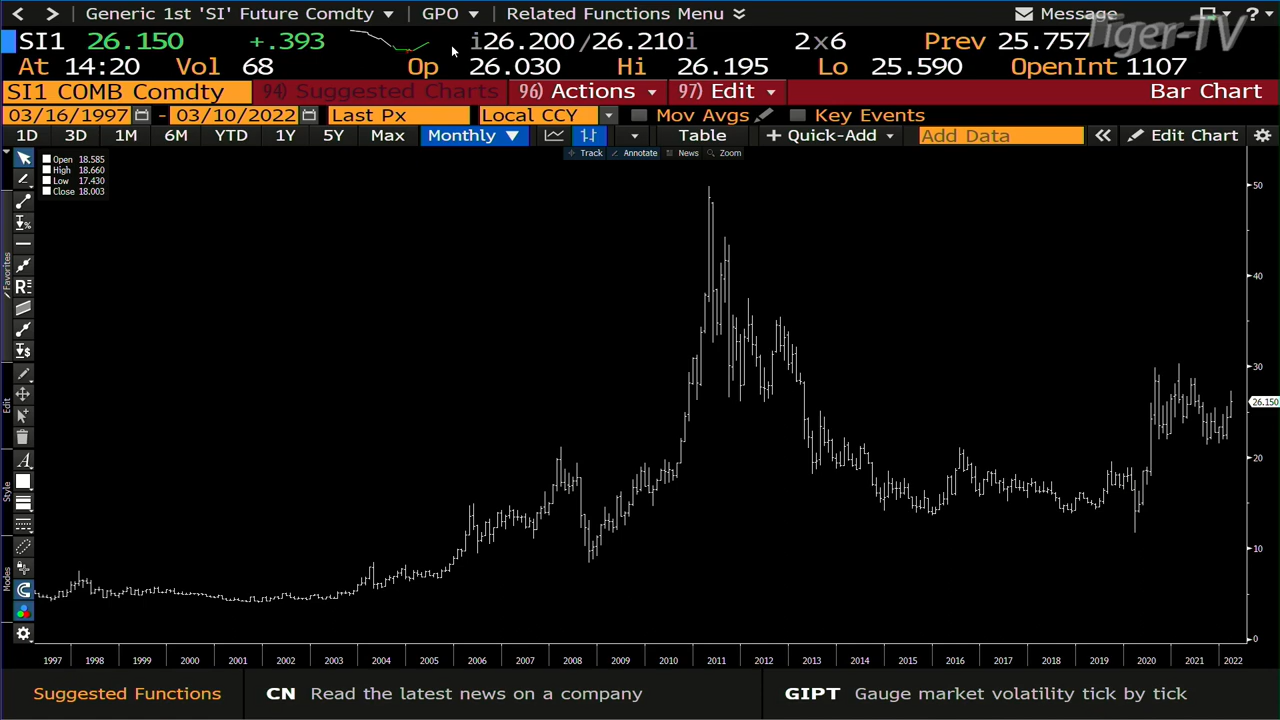 Generic 1st 'SI' Future Comdty GPO Related Functions Menu Message ?
Tiger-TV
SI1 26.150 +.393 i26.200 /26.210i 2x6 Prev 25.757
At 14:20 Vol 68 Op 26.030 Hi 26.195 Lo 25.590 OpenInt 1107
SI1 COMB Comdty 94) Suggested Charts 96) Actions 97) Edit Bar Chart
03/16/1997 - 03/10/2022 Last Px Local CCY Mov Avgs Key Events
1D 3D 1M 6M YTD 1Y 5Y Max Monthly ▼ Table + Quick-Add Add Data « Edit Chart
Track Annotate News Zoom
Open 18.585
High 18.660
Low 17.430
Close 18.003
50
40
30
26.150
20
10
0
Favorites
Edit
Style
Modes
1997 1998 1999 2000 2001 2002 2003 2004 2005 2006 2007 2008 2009 2010 2011 2012 2013 2014 2015 2016 2017 2018 2019 2020 2021 2022
Suggested Functions CN Read the latest news on a company GIPT Gauge market volatility tick by tick